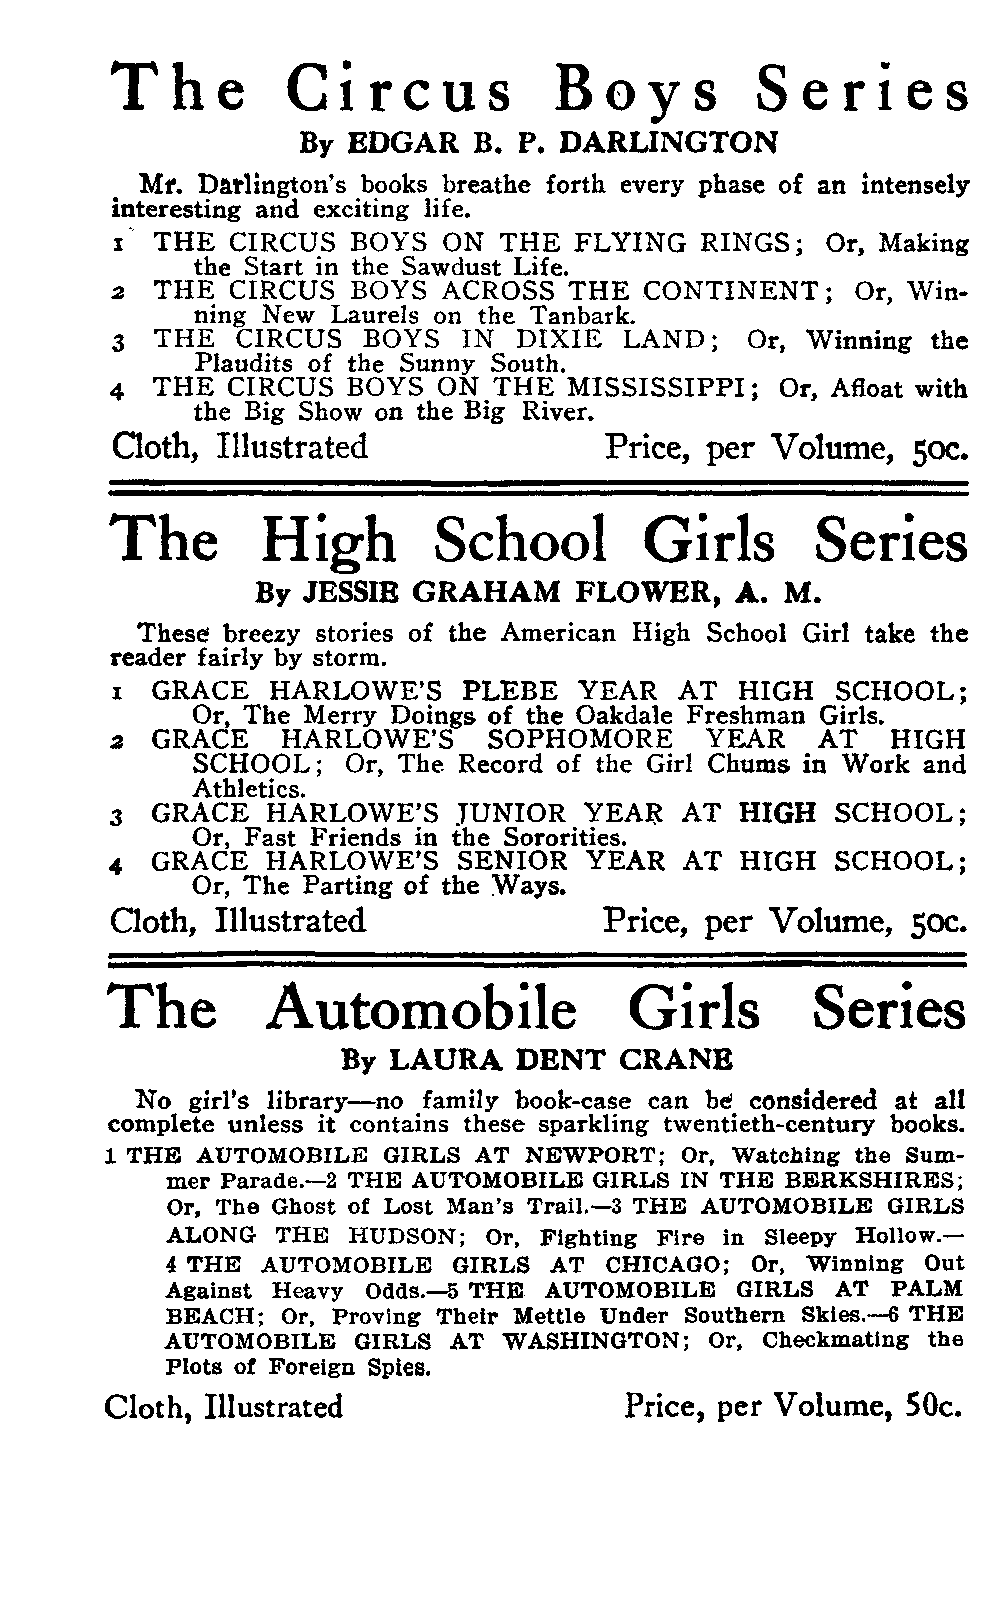 The Circus Boys Series
By EDGAR B. P. DARLINGTON
Mr. Darlington's books breathe forth every phase of an intensely
interesting and exciting life.
1 THE CIRCUS BOYS ON THE FLYING RINGS; Or, Making
the Start in the Sawdust Life.
2 THE CIRCUS BOYS ACROSS THE CONTINENT; Or, Win-
ning New Laurels on the Tanbark.
3 THE CIRCUS BOYS IN DIXIE LAND; Or, Winning the
Plaudits of the Sunny South.
4 THE CIRCUS BOYS ON THE MISSISSIPPI; Or, Afloat with
the Big Show on the Big River.
Cloth, Illustrated Price, per Volume, 50c.
The High School Girls Series
By JESSIE GRAHAM FLOWER, A. M.
These breezy stories of the American High School Girl take the
reader fairly by storm.
1 GRACE HARLOWE'S PLEBE YEAR AT HIGH SCHOOL;
Or, The Merry Doings of the Oakdale Freshman Girls.
2 GRACE HARLOWE'S SOPHOMORE YEAR AT HIGH
SCHOOL; Or, The Record of the Girl Chums in Work and
Athletics.
3 GRACE HARLOWE'S JUNIOR YEAR AT HIGH SCHOOL;
Or, Fast Friends in the Sororities.
4 GRACE HARLOWE'S SENIOR YEAR AT HIGH SCHOOL;
Or, The Parting of the Ways.
Cloth, Illustrated Price, per Volume, 50c.
The Automobile Girls Series
By LAURA DENT CRANE
No girl's library—no family book-case can be considered at all
complete unless it contains these sparkling twentieth-century books.
1 THE AUTOMOBILE GIRLS AT NEWPORT; Or, Watching the Sum-
mer Parade.—2 THE AUTOMOBILE GIRLS IN THE BERKSHIRES;
Or, The Ghost of Lost Man's Trail.—3 THE AUTOMOBILE GIRLS
ALONG THE HUDSON; Or, Fighting Fire in Sleepy Hollow.—
4 THE AUTOMOBILE GIRLS AT CHICAGO; Or, Winning Out
Against Heavy Odds.—5 THE AUTOMOBILE GIRLS AT PALM
BEACH; Or, Proving Their Mettle Under Southern Skies.—6 THE
AUTOMOBILE GIRLS AT WASHINGTON; Or, Checkmating the
Plots of Foreign Spies.
Cloth, Illustrated Price, per Volume, 50c.